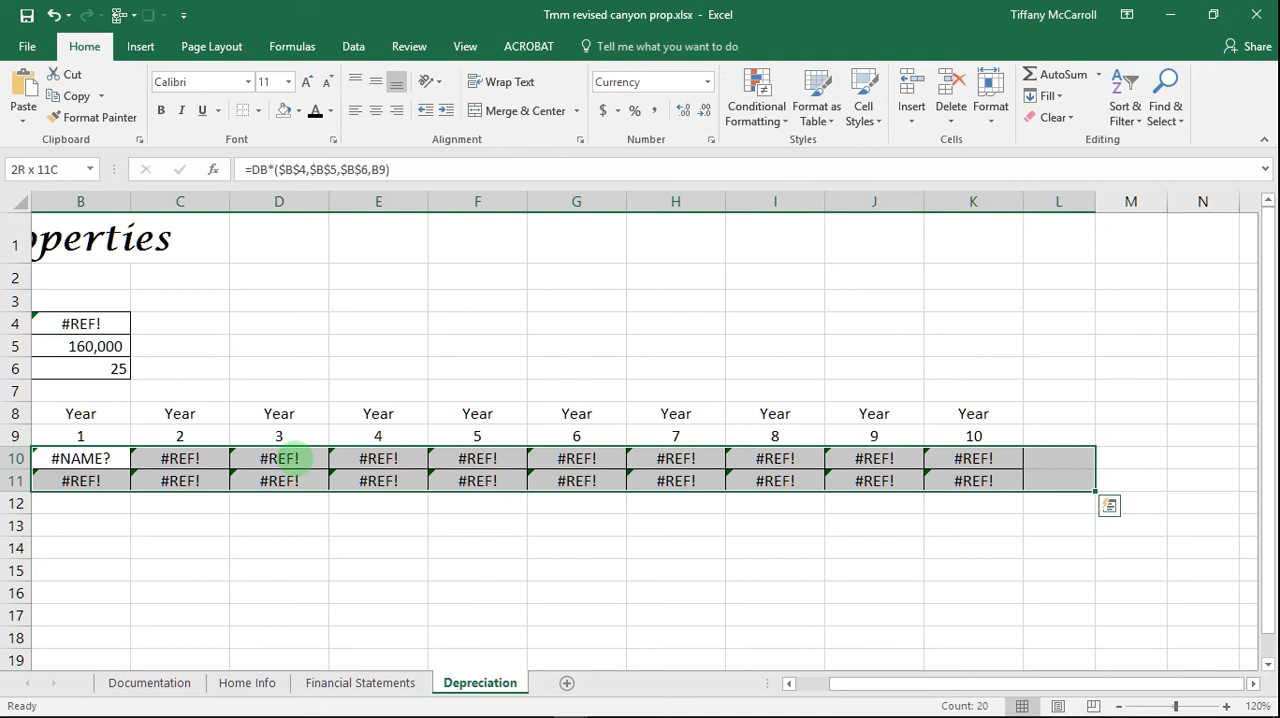 Tmm revised canyon prop.xlsx - Excel
Tiffany McCarroll
File Home Insert Page Layout Formulas Data Review View ACROBAT Tell me what you want to do
Share
Paste
Cut
Copy
Format Painter
Clipboard
Calibri 11
B I U A
Font
Wrap Text
Merge & Center
Alignment
Currency
$ % ,
Number
Conditional Formatting
Format as Table
Cell Styles
Styles
Insert
Delete
Format
Cells
AutoSum
Fill
Clear
Sort & Filter
Find & Select
Editing
2R x 11C
fx =DB*($B$4,$B$5,$B$6,B9)
B C D E F G H I J K L M N
1 operties
2
3
4 #REF!
5 160,000
6 25
7
8 Year Year Year Year Year Year Year Year Year Year
9 1 2 3 4 5 6 7 8 9 10
10 #NAME? #REF! #REF! #REF! #REF! #REF! #REF! #REF! #REF! #REF!
11 #REF! #REF! #REF! #REF! #REF! #REF! #REF! #REF! #REF! #REF!
12
13
14
15
16
17
18
19
Documentation Home Info Financial Statements Depreciation
Ready
Count: 20
120%